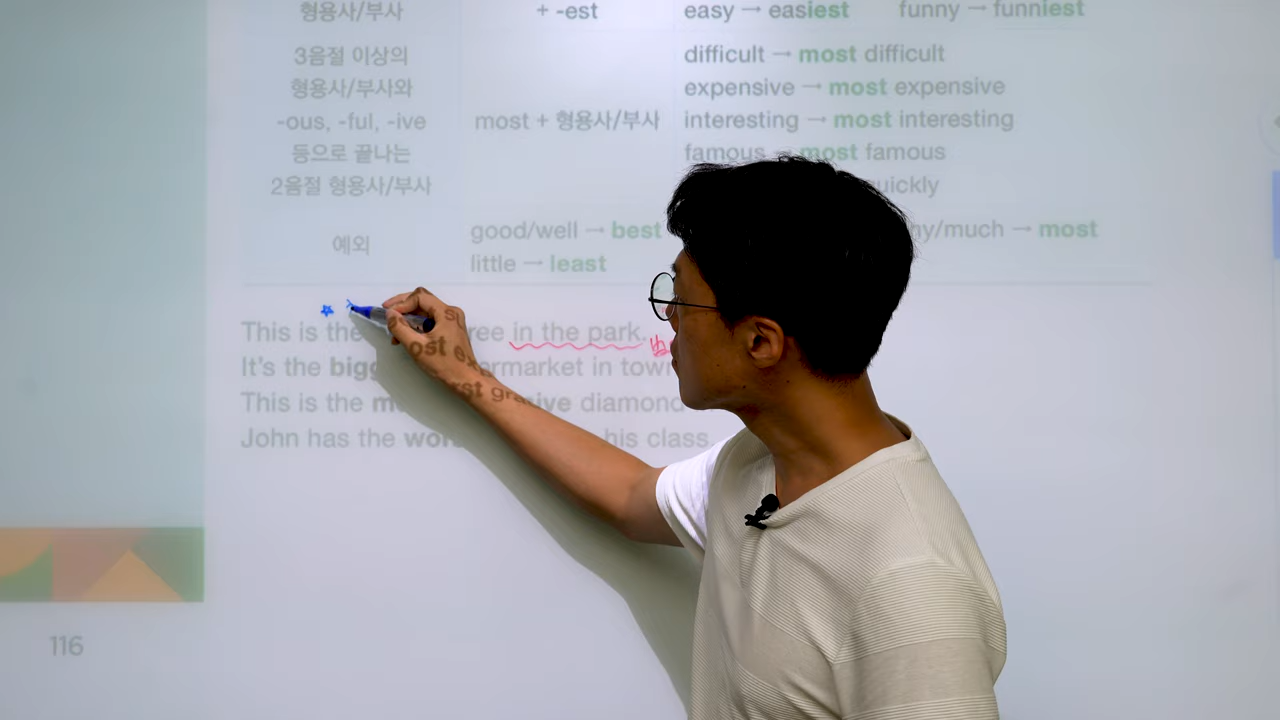 형용사/부사 + -est easy → easiest funny → funniest
3음절 이상의 difficult → most difficult
형용사/부사와 expensive → most expensive
-ous, -ful, -ive most + 형용사/부사 interesting → most interesting
등으로 끝나는 famous → most famous
2음절 형용사/부사 quickly
예외 good/well → best /much → most
little → least
This is the in the park.
It's the in town
This is the diamond
John has the his class
116